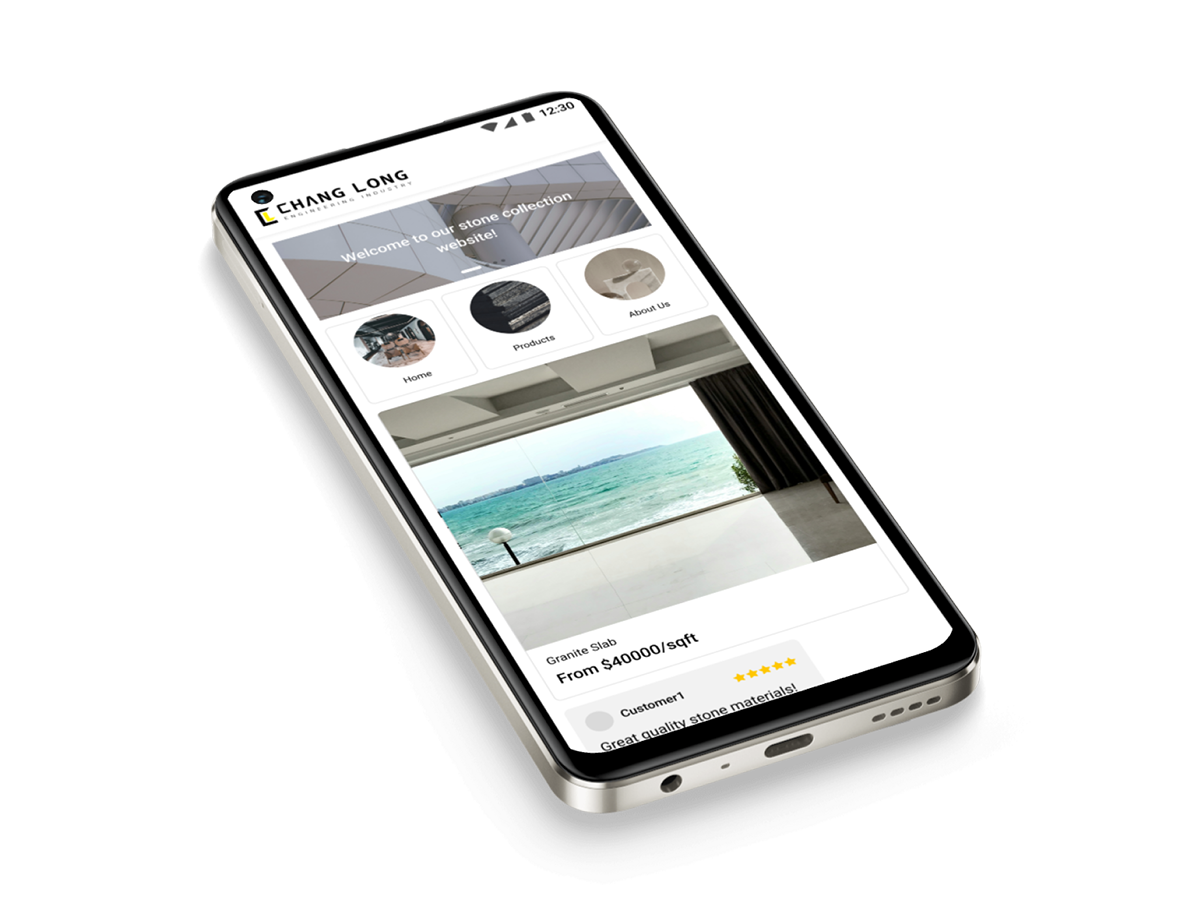 12:30
CHANG LONG
ENGINEERING INDUSTRY
Welcome to our stone collection
website!
Home
Products
About Us
Granite Slab
From $40000/sqft
Customer1
Great quality stone materials!